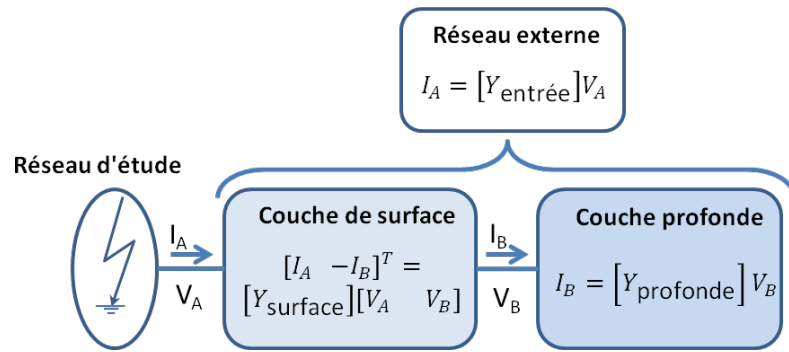 Réseau externe
I_A = [Y_entrée]V_A
Réseau d'étude
I_A
V_A
Couche de surface
[I_A -I_B]^T =
[Y_surface][V_A V_B]
I_B
V_B
Couche profonde
I_B = [Y_profonde] V_B